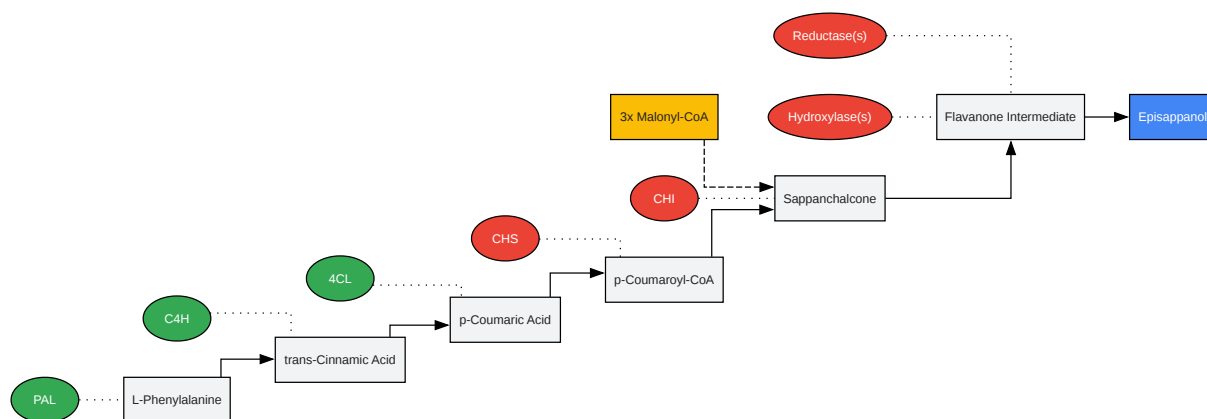 Reductase(s)
3x Malonyl-CoA
Hydroxylase(s)
Flavanone Intermediate
Episappanol
CHI
Sappanchalcone
CHS
4CL
p-Coumaroyl-CoA
C4H
p-Coumaric Acid
trans-Cinnamic Acid
PAL
L-Phenylalanine